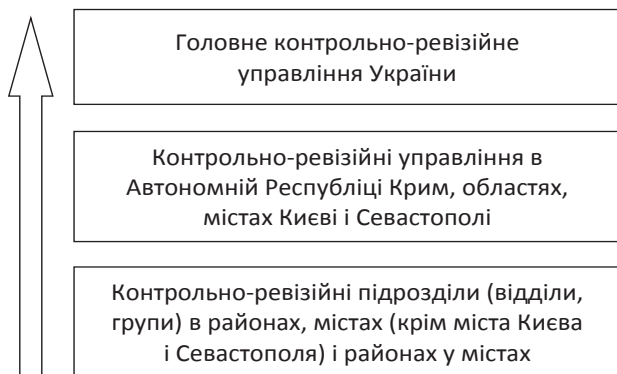 Головне контрольно-ревізійне
управління України
Контрольно-ревізійні управління в
Автономній Республіці Крим, областях,
містах Києві і Севастополі
Контрольно-ревізійні підрозділи (відділи,
групи) в районах, містах (крім міста Києва
і Севастополя) і районах у містах